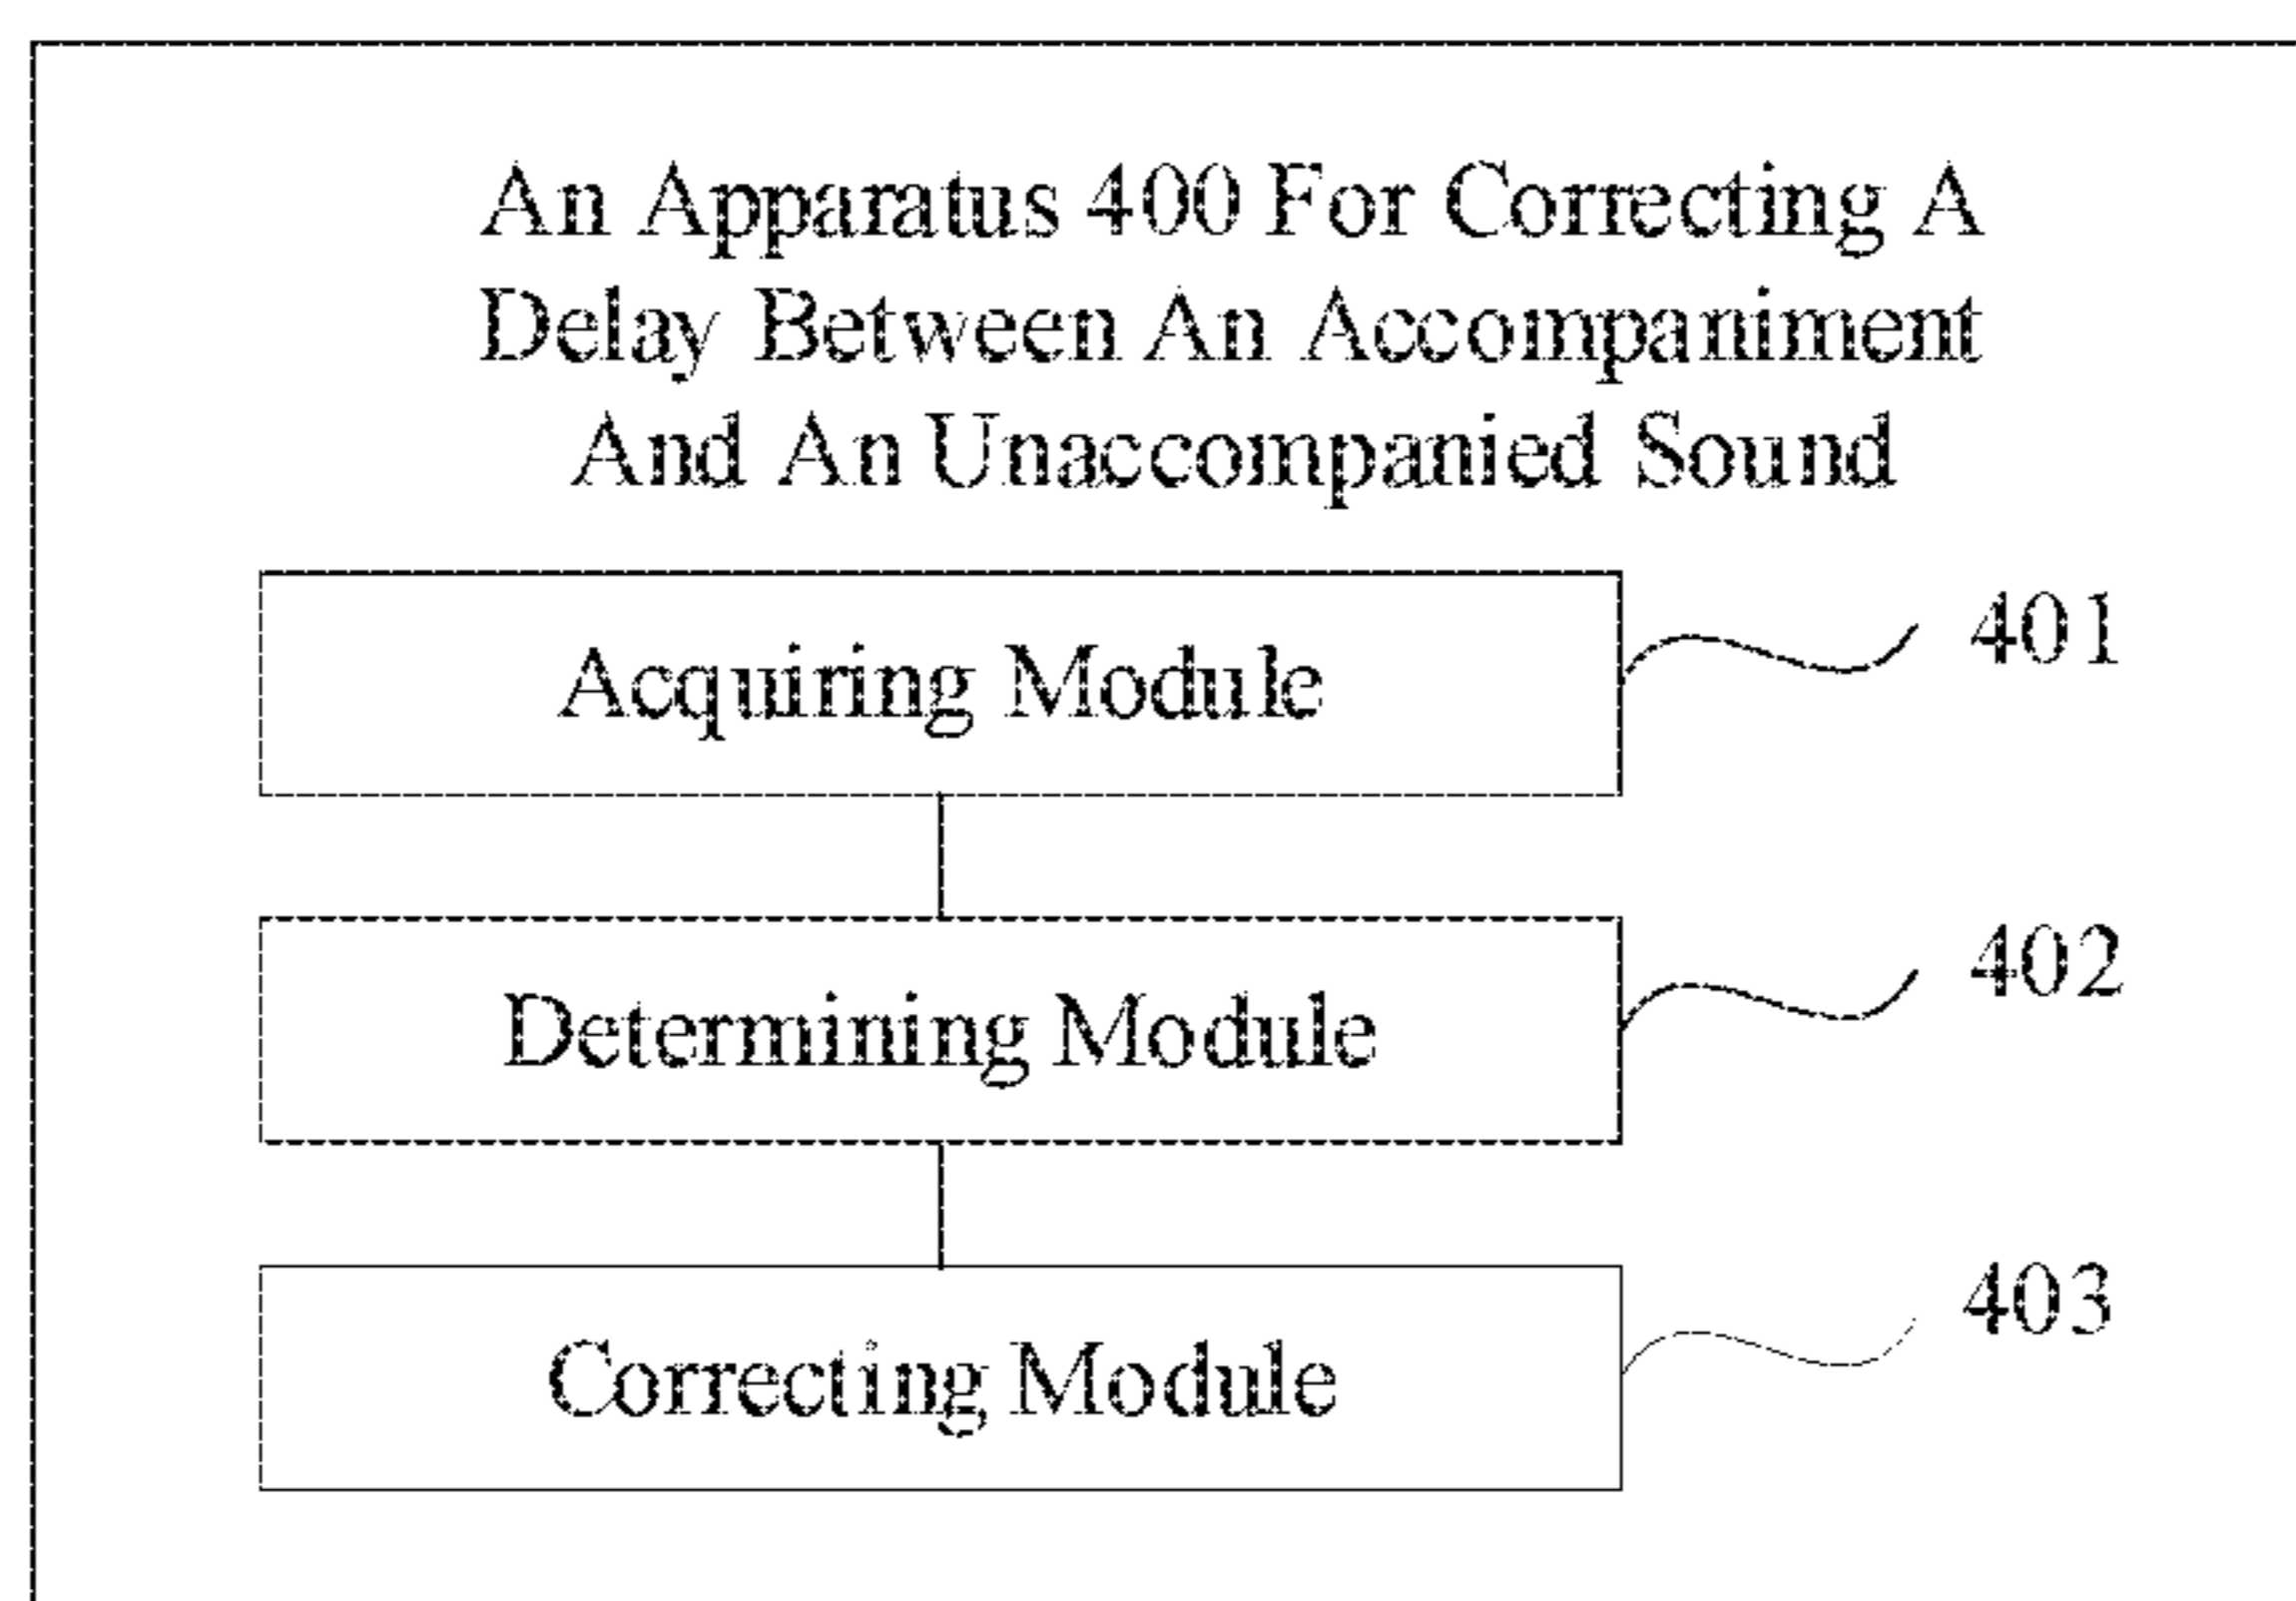 An Apparatus 400 For Correcting A
Delay Between An Accompaniment
And An Unaccompanied Sound
Acquiring Module
401
Determining Module
402
Correcting Module
403